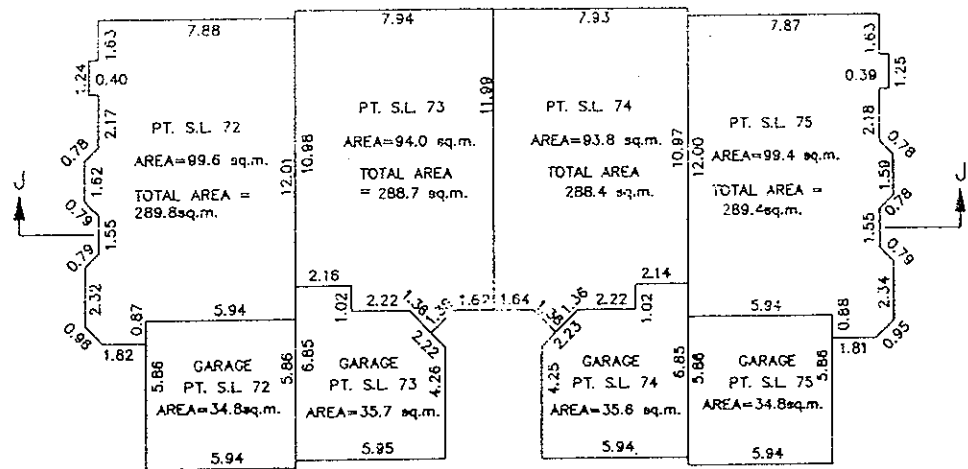 7.88
7.94
7.93
7.87
1.63
1.63
1.24
0.40
0.39
1.25
11.99
2.17
2.18
PT. S.L. 72
PT. S.L. 73
PT. S.L. 74
PT. S.L. 75
AREA=99.6 sq.m.
AREA=94.0 sq.m.
AREA=93.8 sq.m.
AREA=99.4 sq.m.
TOTAL AREA =
289.8sq.m.
TOTAL AREA
= 288.7 sq.m.
TOTAL AREA
288.4 sq.m.
TOTAL AREA =
289.4sq.m.
12.01
10.98
10.97
12.00
0.78
0.78
1.62
1.59
0.79
0.78
J
J
1.55
1.55
0.79
0.79
2.32
2.34
2.16
2.14
1.02
1.02
2.22
1.38
1.36
1.62
1.64
1.36
2.22
0.87
5.94
5.94
0.88
0.98
0.95
1.82
1.81
2.22
2.23
5.86
5.86
6.85
4.26
4.25
6.85
5.86
5.86
GARAGE
PT. S.L. 72
AREA=34.8sq.m.
GARAGE
PT. S.L. 73
AREA=35.7 sq.m.
GARAGE
PT. S.L. 74
AREA=35.6 sq.m.
GARAGE
PT. S.L. 75
AREA=34.8sq.m.
5.94
5.95
5.94
5.94